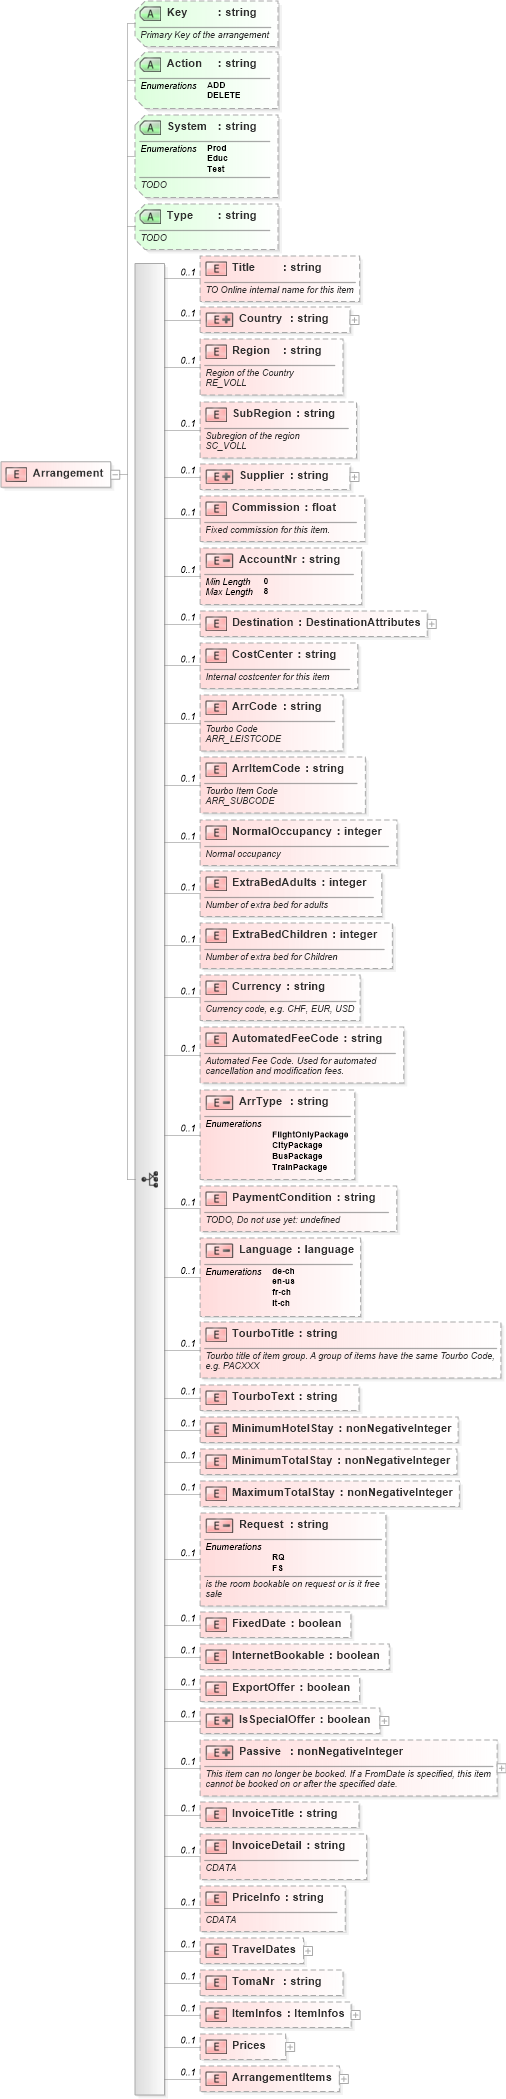 A Key : string
Primary Key of the arrangement
A Action : string
Enumerations ADD
DELETE
A System : string
Enumerations Prod
Educ
Test
TODO
A Type : string
TODO
0..1 E Title : string
TO Online internal name for this item
0..1 E Country : string
0..1 E Region : string
Region of the Country
RE_VOLL
0..1 E SubRegion : string
Subregion of the region
SC_VOLL
E Arrangement
0..1 E Supplier : string
0..1 E Commission : float
Fixed commission for this item.
0..1 E AccountNr : string
Min Length 0
Max Length 8
0..1 E Destination : DestinationAttributes
0..1 E CostCenter : string
Internal costcenter for this item
0..1 E ArrCode : string
Tourbo Code
ARR_LEISTCODE
0..1 E ArrItemCode : string
Tourbo Item Code
ARR_SUBCODE
0..1 E NormalOccupancy : integer
Normal occupancy
0..1 E ExtraBedAdults : integer
Number of extra bed for adults
0..1 E ExtraBedChildren : integer
Number of extra bed for Children
0..1 E Currency : string
Currency code, e.g. CHF, EUR, USD
0..1 E AutomatedFeeCode : string
Automated Fee Code. Used for automated
cancellation and modification fees.
0..1 E ArrType : string
Enumerations
FlightOnlyPackage
CityPackage
BusPackage
TrainPackage
0..1 E PaymentCondition : string
TODO, Do not use yet: undefined
0..1 E Language : language
Enumerations de-ch
en-us
fr-ch
it-ch
0..1 E TourboTitle : string
Tourbo title of item group. A group of items have the same Tourbo Code,
e.g. PACXXX
0..1 E TourboText : string
0..1 E MinimumHotelStay : nonNegativeInteger
0..1 E MinimumTotalStay : nonNegativeInteger
0..1 E MaximumTotalStay : nonNegativeInteger
0..1 E Request : string
Enumerations
RQ
FS
is the room bookable on request or is it free
sale
0..1 E FixedDate : boolean
0..1 E InternetBookable : boolean
0..1 E ExportOffer : boolean
0..1 E IsSpecialOffer : boolean
0..1 E Passive : nonNegativeInteger
This item can no longer be booked. If a FromDate is specified, this item
cannot be booked on or after the specified date.
0..1 E InvoiceTitle : string
0..1 E InvoiceDetail : string
CDATA
0..1 E PriceInfo : string
CDATA
0..1 E TravelDates
0..1 E TomaNr : string
0..1 E ItemInfos : ItemInfos
0..1 E Prices
0..1 E ArrangementItems